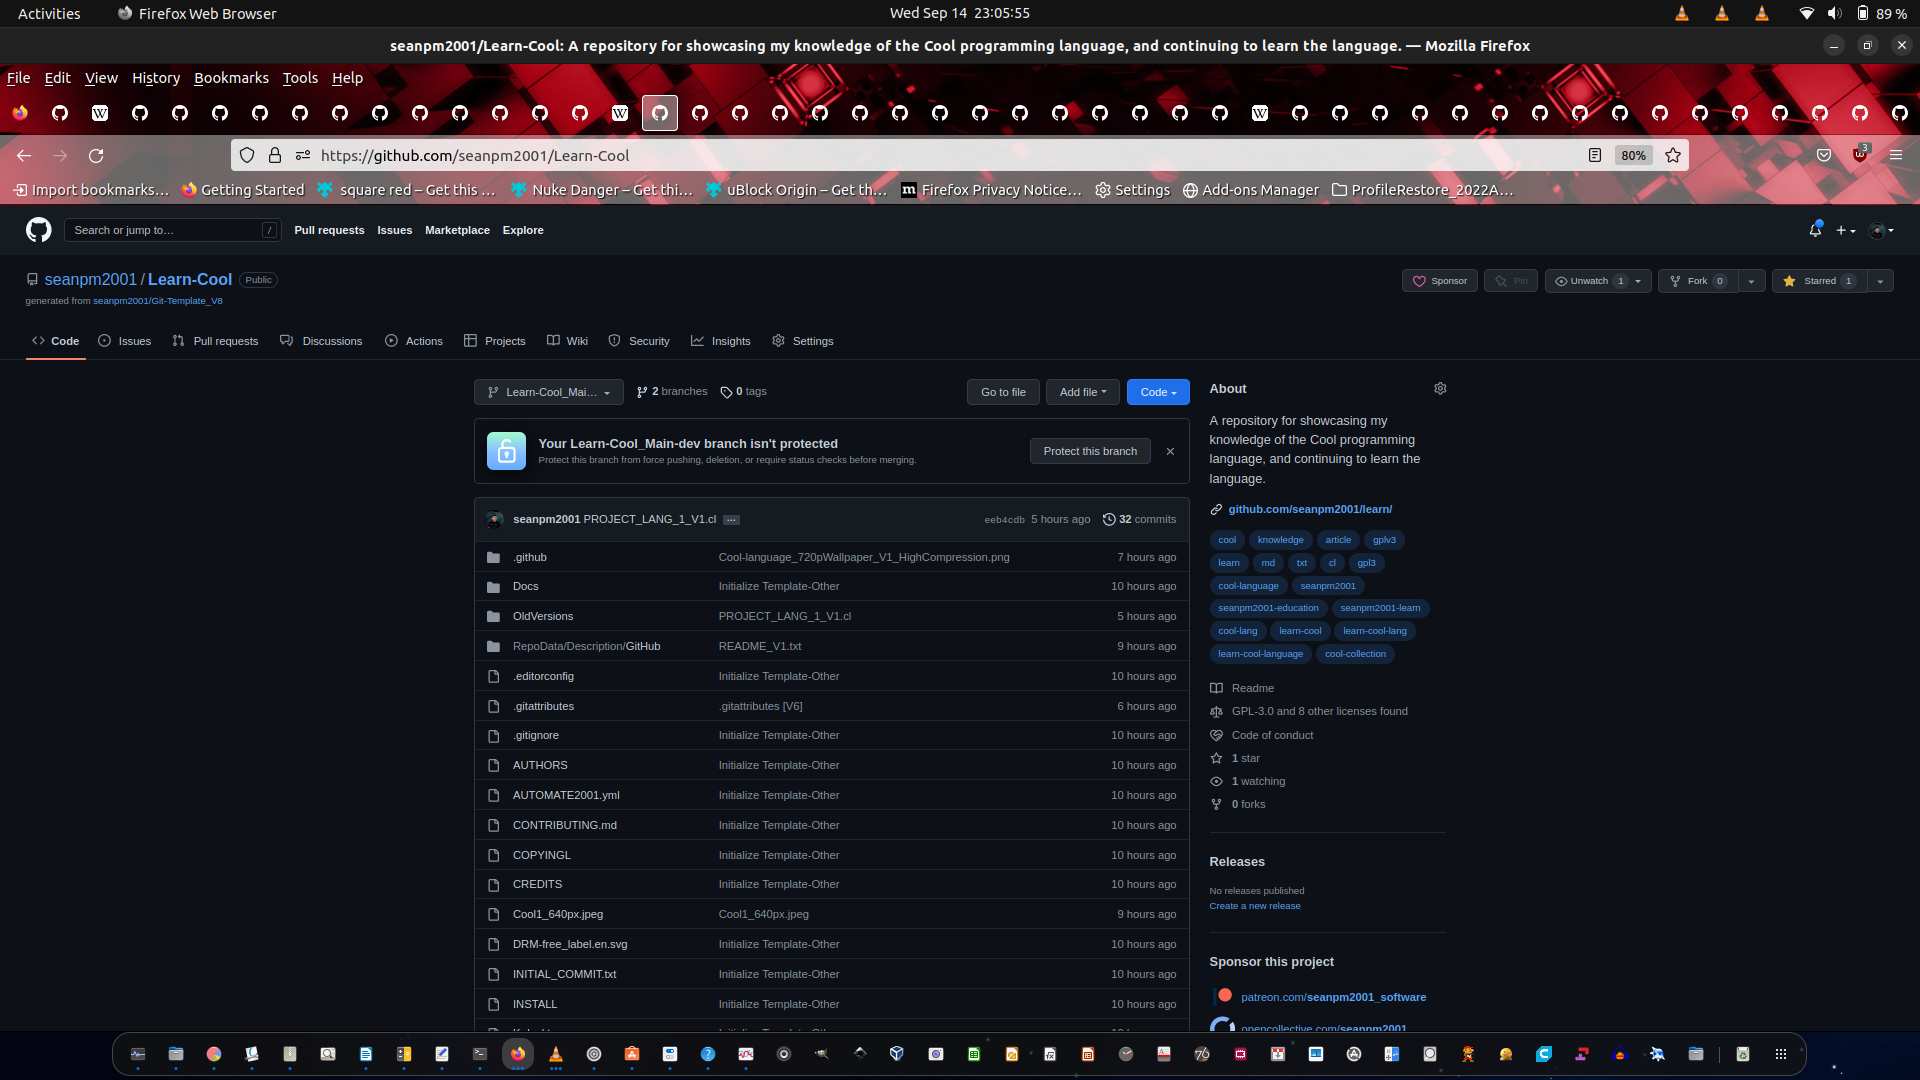 Activities
Firefox Web Browser
Wed Sep 14 23:05:55
89 %
seanpm2001/Learn-Cool: A repository for showcasing my knowledge of the Cool programming language, and continuing to learn the language. — Mozilla Firefox
File Edit View History Bookmarks Tools Help
https://github.com/seanpm2001/Learn-Cool
80%
3
Import bookmarks… Getting Started square red – Get this … Nuke Danger – Get thi… uBlock Origin – Get th… Firefox Privacy Notice… Settings Add-ons Manager ProfileRestore_2022A…
Search or jump to… /
Pull requests Issues Marketplace Explore
seanpm2001 / Learn-Cool Public
Sponsor Pin Unwatch 1 Fork 0 Starred 1
generated from seanpm2001/Git-Template_V8
Code Issues Pull requests Discussions Actions Projects Wiki Security Insights Settings
Learn-Cool_Mai… 2 branches 0 tags
Go to file Add file Code
Your Learn-Cool_Main-dev branch isn't protected
Protect this branch from force pushing, deletion, or require status checks before merging.
Protect this branch
seanpm2001 PROJECT_LANG_1_V1.cl … eeb4cdb 5 hours ago 32 commits
.github Cool-language_720pWallpaper_V1_HighCompression.png 7 hours ago
Docs Initialize Template-Other 10 hours ago
OldVersions PROJECT_LANG_1_V1.cl 5 hours ago
RepoData/Description/GitHub README_V1.txt 9 hours ago
.editorconfig Initialize Template-Other 10 hours ago
.gitattributes .gitattributes [V6] 6 hours ago
.gitignore Initialize Template-Other 10 hours ago
AUTHORS Initialize Template-Other 10 hours ago
AUTOMATE2001.yml Initialize Template-Other 10 hours ago
CONTRIBUTING.md Initialize Template-Other 10 hours ago
COPYINGL Initialize Template-Other 10 hours ago
CREDITS Initialize Template-Other 10 hours ago
Cool1_640px.jpeg Cool1_640px.jpeg 9 hours ago
DRM-free_label.en.svg Initialize Template-Other 10 hours ago
INITIAL_COMMIT.txt Initialize Template-Other 10 hours ago
INSTALL Initialize Template-Other 10 hours ago
About
A repository for showcasing my
knowledge of the Cool programming
language, and continuing to learn the
language.
github.com/seanpm2001/learn/
cool knowledge article gplv3
learn md txt cl gpl3
cool-language seanpm2001
seanpm2001-education seanpm2001-learn
cool-lang learn-cool learn-cool-lang
learn-cool-language cool-collection
Readme
GPL-3.0 and 8 other licenses found
Code of conduct
1 star
1 watching
0 forks
Releases
No releases published
Create a new release
Sponsor this project
patreon.com/seanpm2001_software
opencollective.com/seanpm2001